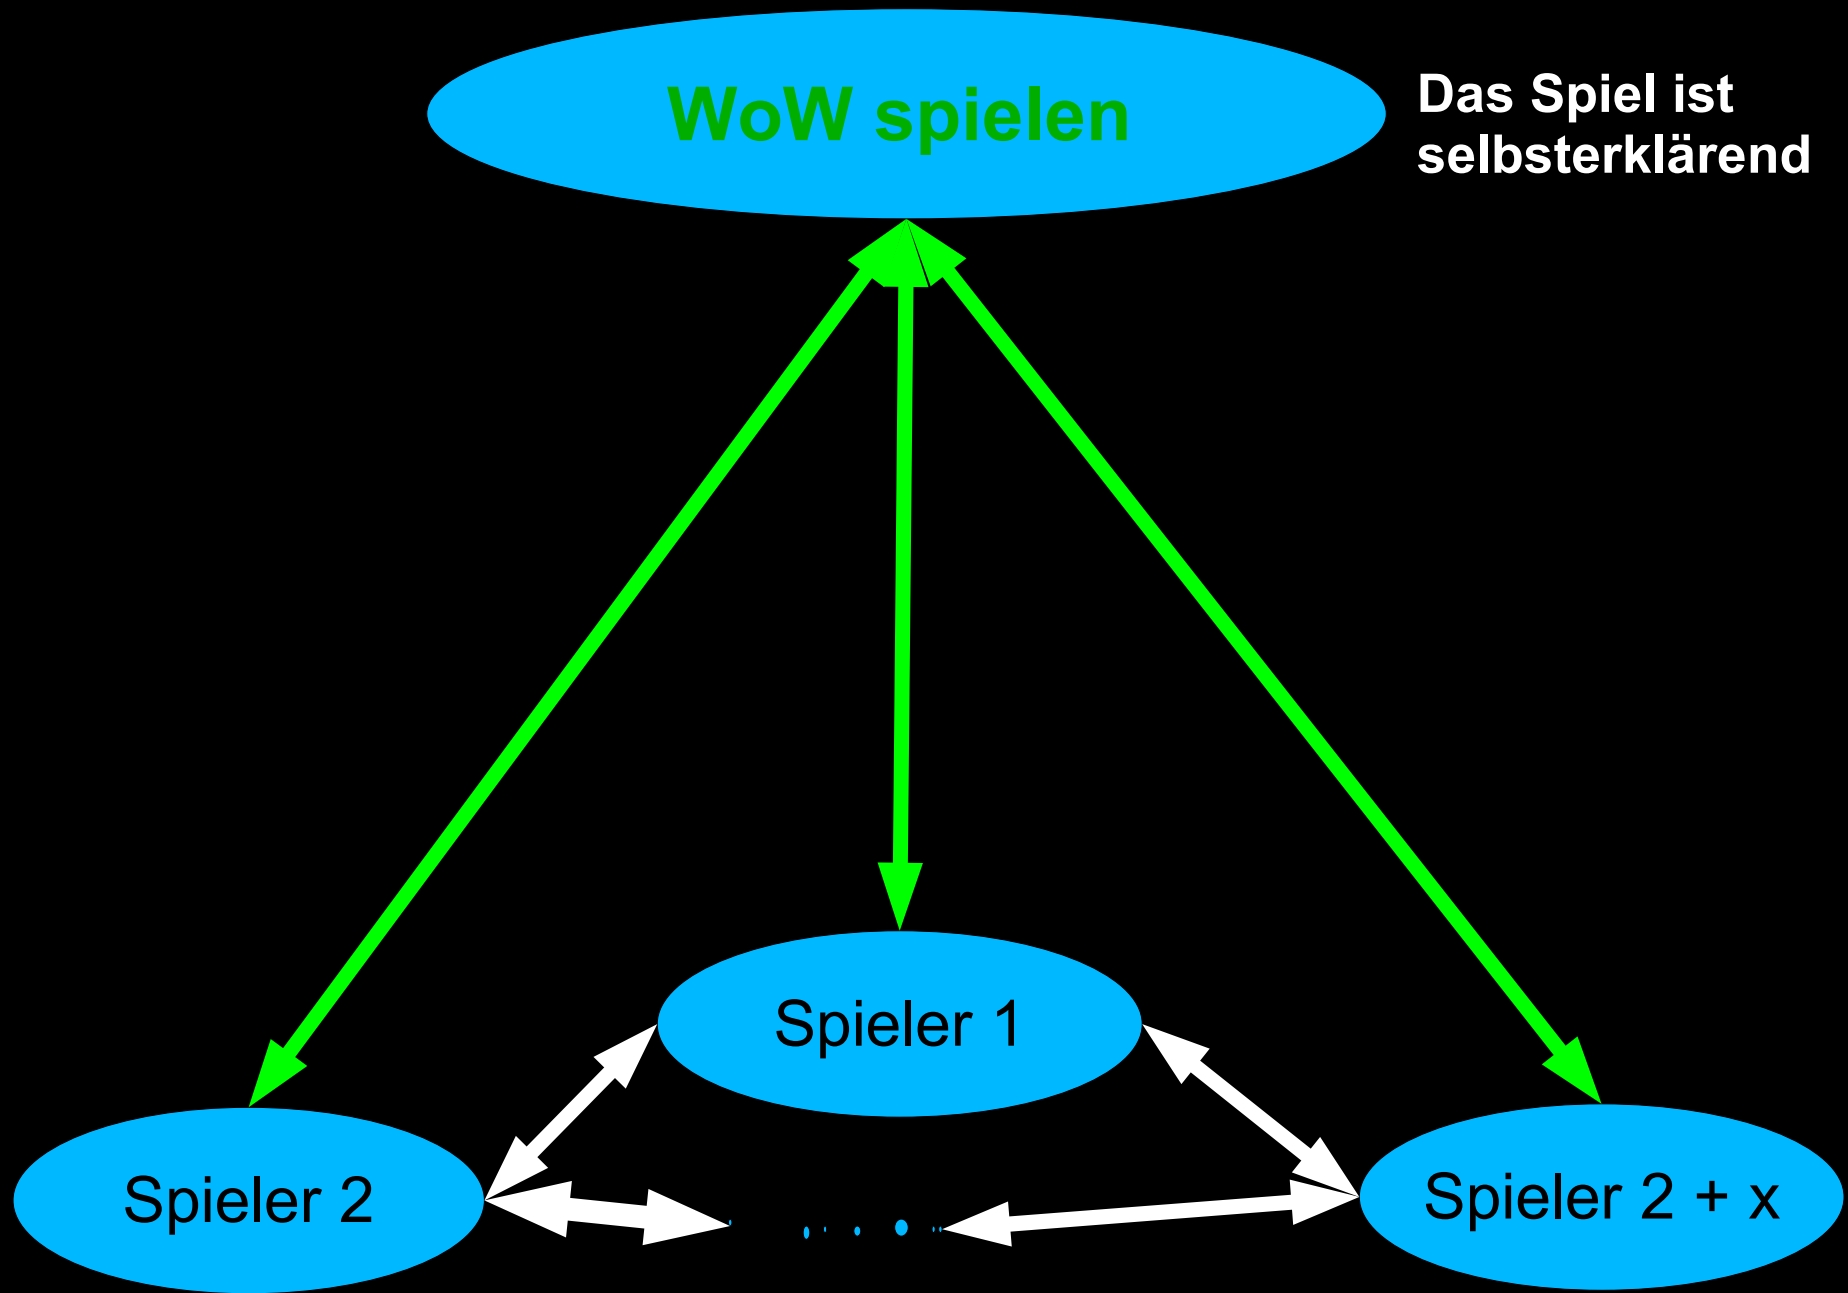 WoW spielen
Das Spiel ist
selbsterklärend
Spieler 1
Spieler 2
Spieler 2 + x